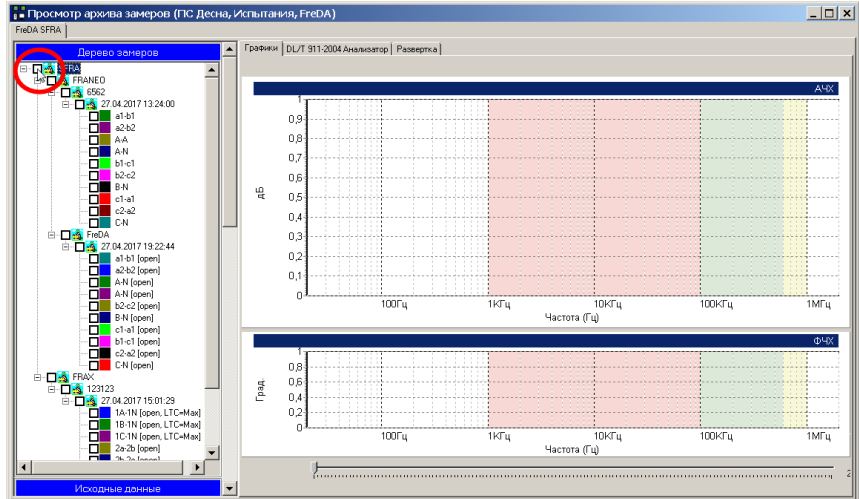 Просмотр архива замеров (ПС Десна, Испытания, FreDA)
FreDA SFRA
Дерево замеров
SFRA
FRANEO
6562
27.04.2017 13:24:00
a1-b1
a2-b2
A-A
A-N
b1-c1
b2-c2
B-N
c1-a1
c2-a2
C-N
FreDA
27.04.2017 19:22:44
a1-b1 [open]
a2-b2 [open]
A-N [open]
A-N [open]
b2-c2 [open]
B-N [open]
c1-a1 [open]
b1-c1 [open]
c2-a2 [open]
C-N [open]
FRAX
123123
27.04.2017 15:01:29
1A-1N [open, LTC=Max]
1B-1N [open, LTC=Max]
1C-1N [open, LTC=Max]
2a-2b [open]
Исходные данные
Графики
DL/T 911-2004 Анализатор
Развертка
АЧХ
1
0,9
0,8
0,7
0,6
0,5
0,4
0,3
0,2
0,1
0
дБ
100Гц
1КГц
10КГц
100КГц
1МГц
Частота (Гц)
ФЧХ
1
0,8
0,6
0,4
0,2
0
Град.
100Гц
1КГц
10КГц
100КГц
1МГц
Частота (Гц)
2